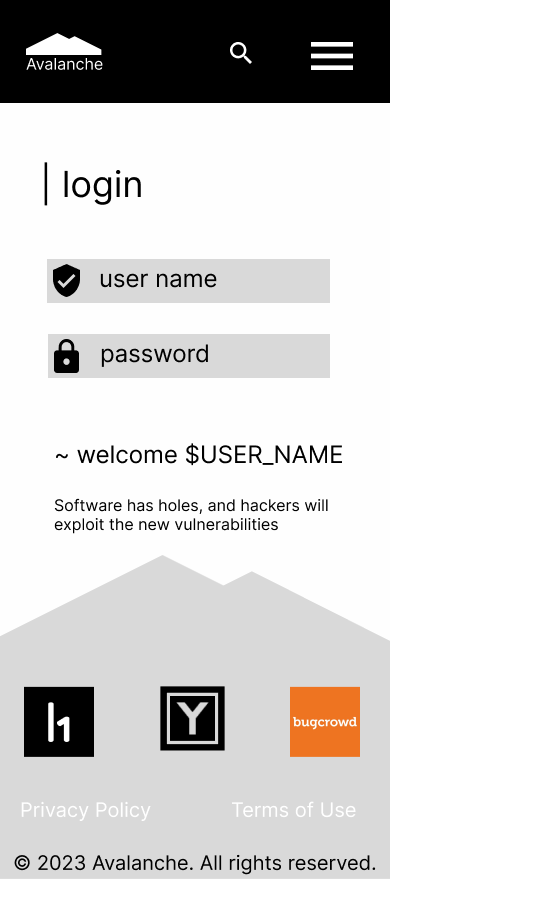 Avalanche
| login
user name
password
~ welcome $USER_NAME
Software has holes, and hackers will
exploit the new vulnerabilities
h1
Y
bugcrowd
Privacy Policy
Terms of Use
© 2023 Avalanche. All rights reserved.